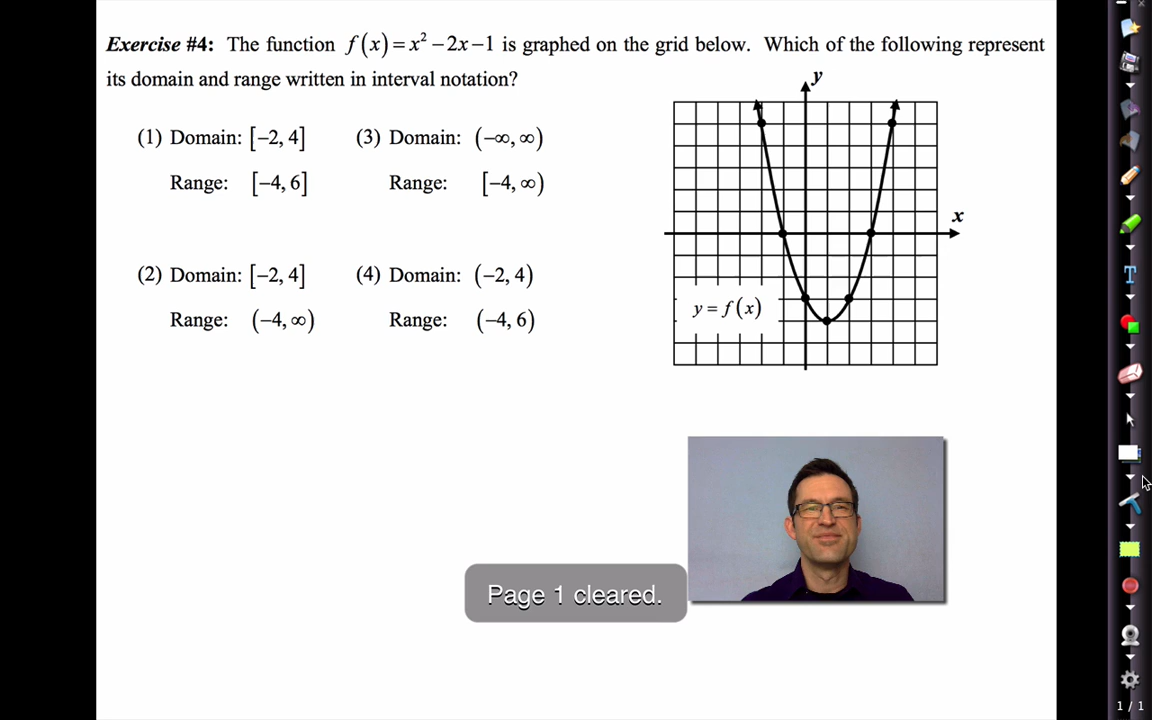 Exercise #4: The function f(x)=x²−2x−1 is graphed on the grid below. Which of the following represent
its domain and range written in interval notation?
y
(1) Domain: [−2, 4] (3) Domain: (−∞, ∞)
Range: [−4, 6] Range: [−4, ∞)
x
(2) Domain: [−2, 4] (4) Domain: (−2, 4)
y = f(x)
Range: (−4, ∞) Range: (−4, 6)
Page 1 cleared.
T
1 / 1